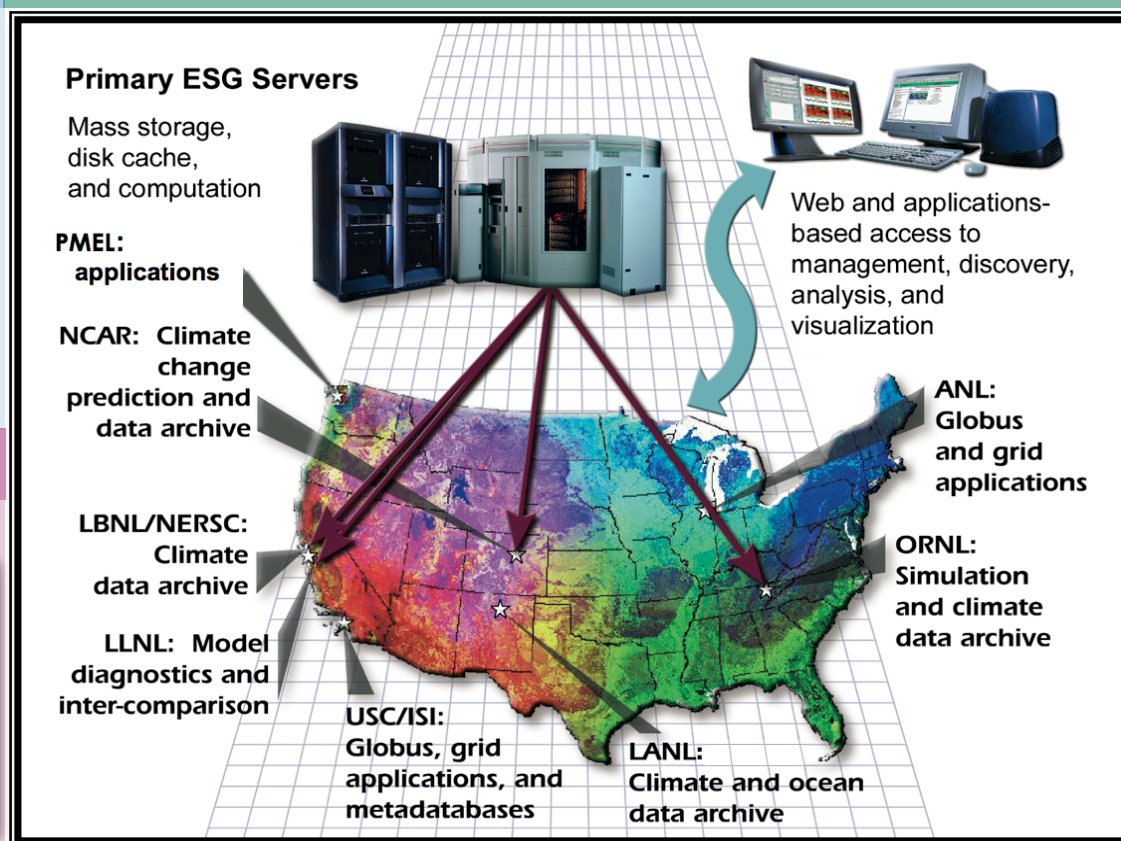 Primary ESG Servers
Mass storage,
disk cache,
and computation
PMEL:
applications
NCAR: Climate
change
prediction and
data archive
LBNL/NERSC:
Climate
data archive
LLNL: Model
diagnostics and
inter-comparison
USC/ISI:
Globus, grid
applications, and
metadatabases
LANL:
Climate and ocean
data archive
Web and applications-
based access to
management, discovery,
analysis, and
visualization
ANL:
Globus
and grid
applications
ORNL:
Simulation
and climate
data archive